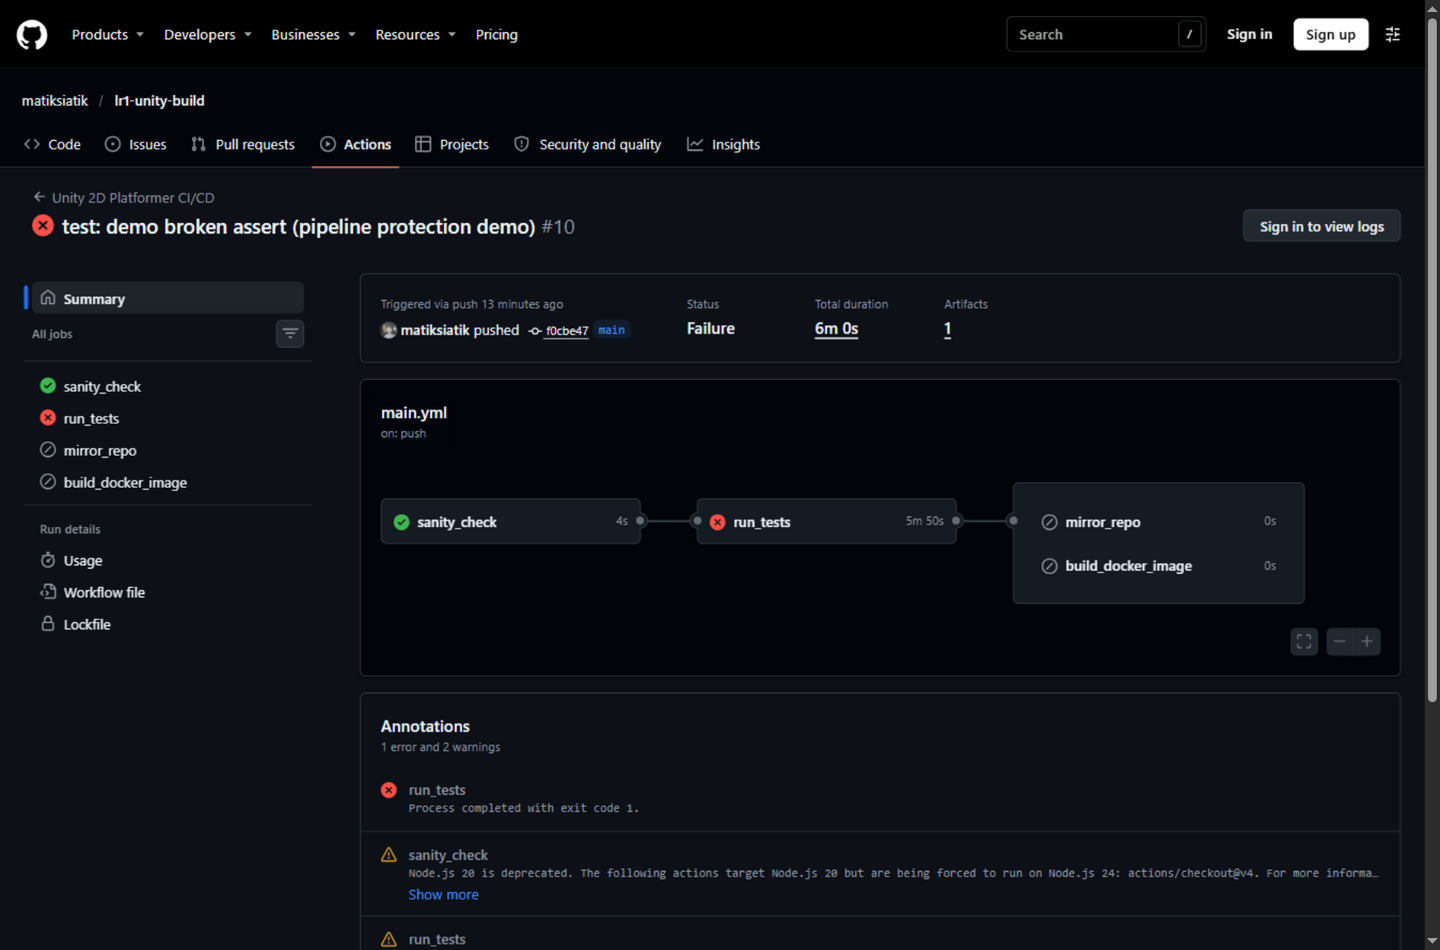 Products Developers Businesses Resources Pricing Search / Sign in Sign up
matiksiatik / lr1-unity-build
Code Issues Pull requests Actions Projects Security and quality Insights
Unity 2D Platformer CI/CD
test: demo broken assert (pipeline protection demo) #10
Sign in to view logs
Summary
All jobs
sanity_check
run_tests
mirror_repo
build_docker_image
Run details
Usage
Workflow file
Lockfile
Triggered via push 13 minutes ago
matiksiatik pushed f0cbe47 main
Status
Failure
Total duration
6m 0s
Artifacts
1
main.yml
on: push
sanity_check 4s
run_tests 5m 50s
mirror_repo 0s
build_docker_image 0s
Annotations
1 error and 2 warnings
run_tests
Process completed with exit code 1.
sanity_check
Node.js 20 is deprecated. The following actions target Node.js 20 but are being forced to run on Node.js 24: actions/checkout@v4. For more informa…
Show more
run_tests